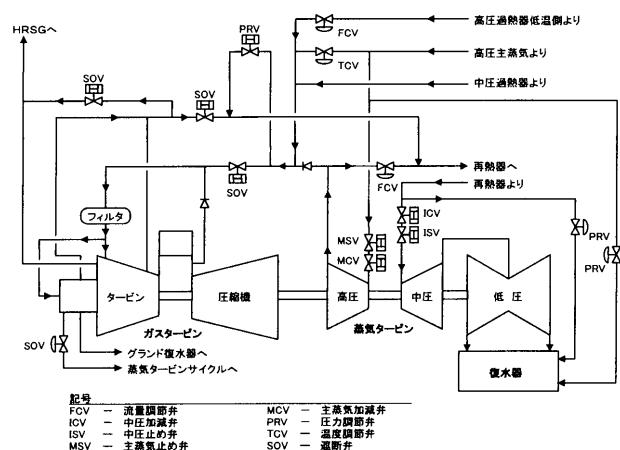 HRSGへ
PRV
FCV
高圧過熱器低温側より
TCV
高圧主蒸気より
SOV
SOV
中圧過熱器より
SOV
FCV
再熱器へ
再熱器より
フィルタ
MSV
MCV
ICV
ISV
PRV
PRV
タービン
圧縮機
高圧
中圧
低圧
ガスタービン
蒸気タービン
SOV
グランド復水器へ
蒸気タービンサイクルへ
復水器
記号
FCV ー 流量調節弁
ICV ー 中圧加減弁
ISV ー 中圧止め弁
MSV ー 主蒸気止め弁
MCV ー 主蒸気加減弁
PRV ー 圧力調節弁
TCV ー 温度調節弁
SOV ー 遮断弁